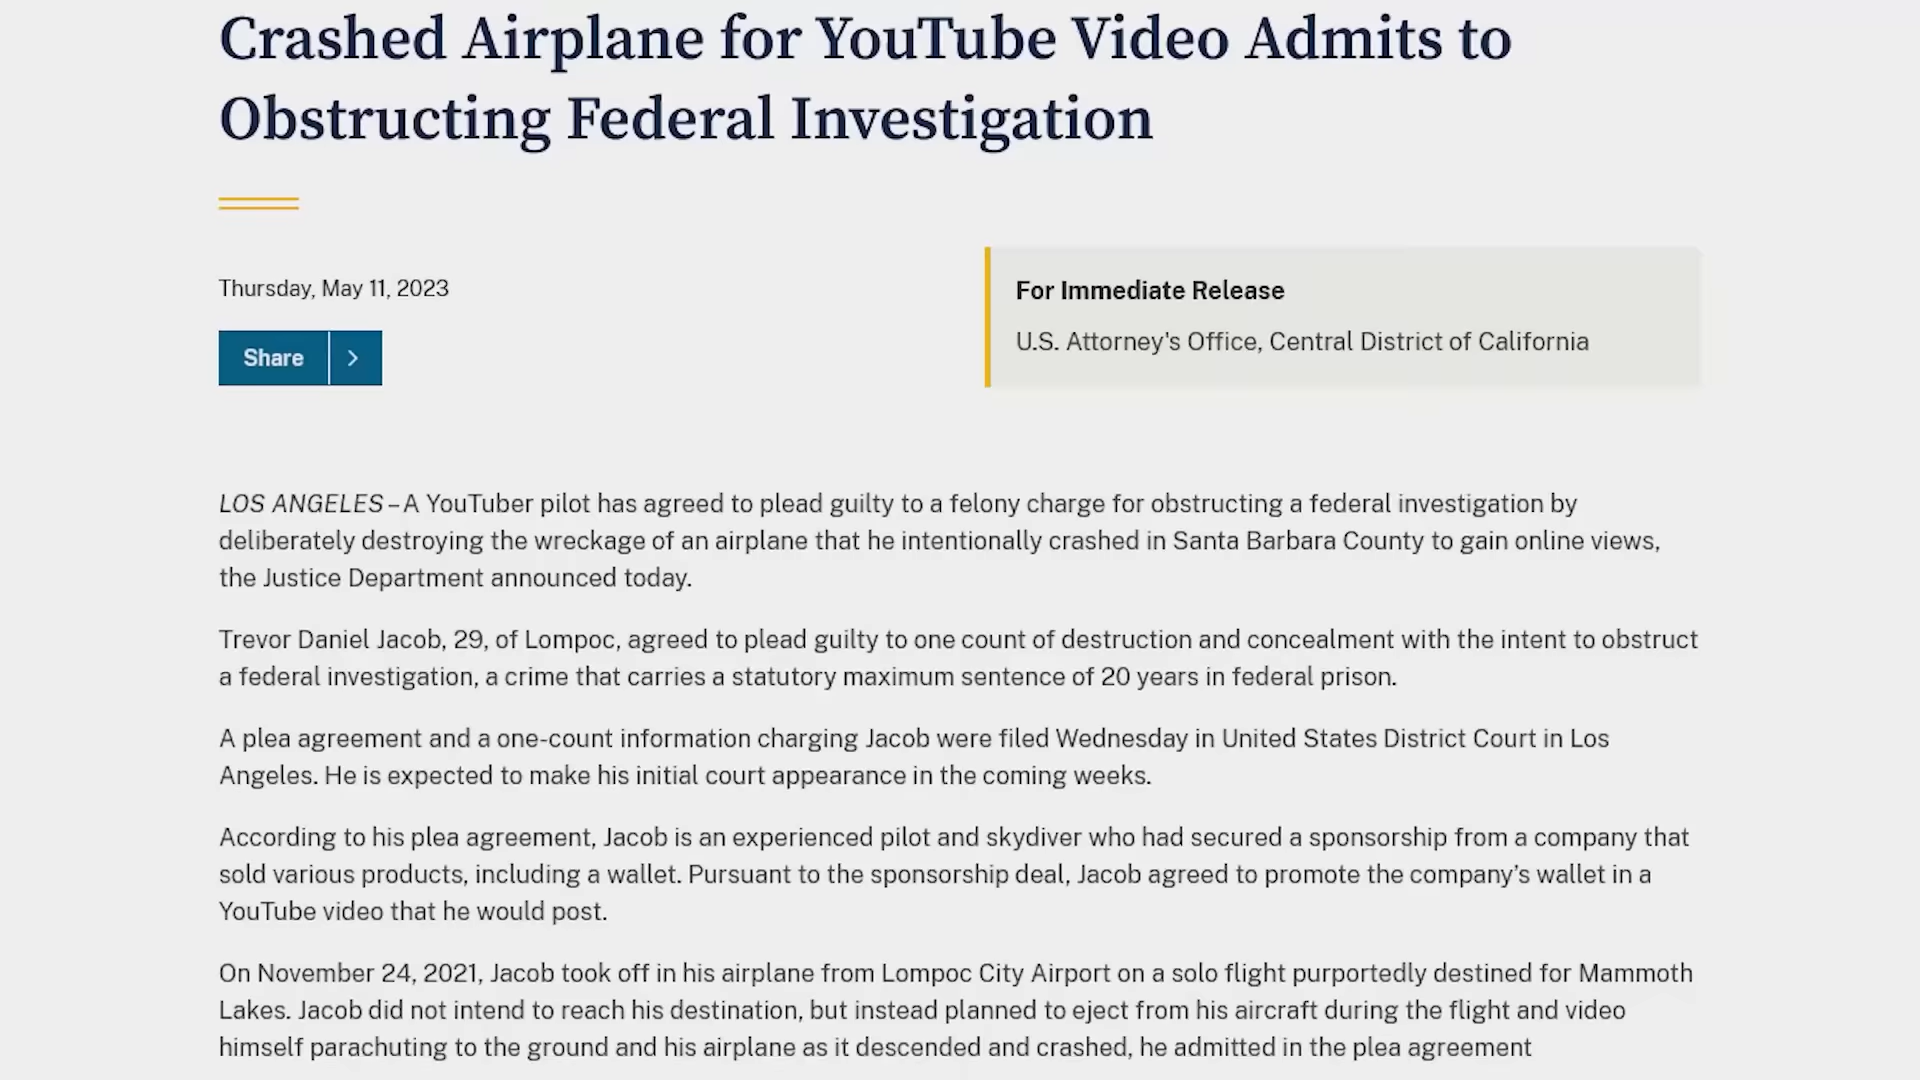 Crashed Airplane for YouTube Video Admits to
Obstructing Federal Investigation
Thursday, May 11, 2023
Share
For Immediate Release
U.S. Attorney's Office, Central District of California
LOS ANGELES – A YouTuber pilot has agreed to plead guilty to a felony charge for obstructing a federal investigation by
deliberately destroying the wreckage of an airplane that he intentionally crashed in Santa Barbara County to gain online views,
the Justice Department announced today.
Trevor Daniel Jacob, 29, of Lompoc, agreed to plead guilty to one count of destruction and concealment with the intent to obstruct
a federal investigation, a crime that carries a statutory maximum sentence of 20 years in federal prison.
A plea agreement and a one-count information charging Jacob were filed Wednesday in United States District Court in Los
Angeles. He is expected to make his initial court appearance in the coming weeks.
According to his plea agreement, Jacob is an experienced pilot and skydiver who had secured a sponsorship from a company that
sold various products, including a wallet. Pursuant to the sponsorship deal, Jacob agreed to promote the company’s wallet in a
YouTube video that he would post.
On November 24, 2021, Jacob took off in his airplane from Lompoc City Airport on a solo flight purportedly destined for Mammoth
Lakes. Jacob did not intend to reach his destination, but instead planned to eject from his aircraft during the flight and video
himself parachuting to the ground and his airplane as it descended and crashed, he admitted in the plea agreement